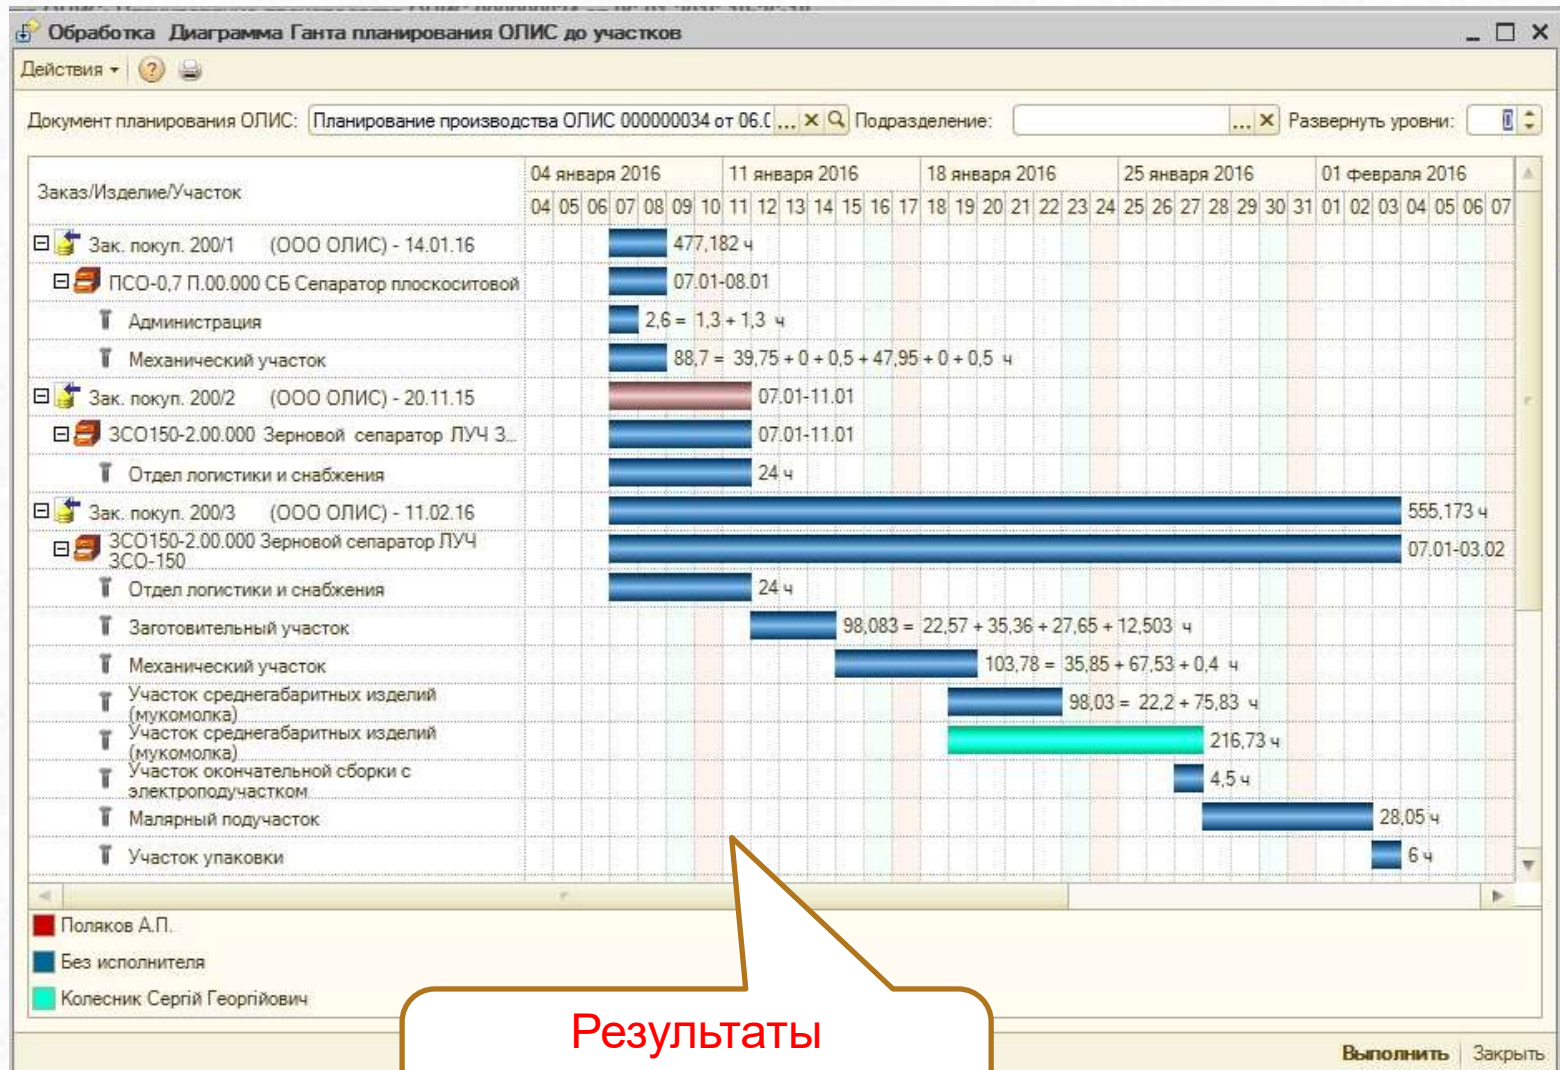 Обработка Диаграмма Ганта планирования ОЛИС до участков
Действия
Документ планирования ОЛИС: Планирование производства ОЛИС 000000034 от 06.0 ... Подразделение: ... Развернуть уровни: 0
Заказ/Изделие/Участок
04 января 2016 11 января 2016 18 января 2016 25 января 2016 01 февраля 2016
04 05 06 07 08 09 10 11 12 13 14 15 16 17 18 19 20 21 22 23 24 25 26 27 28 29 30 31 01 02 03 04 05 06 07
Зак. покуп. 200/1 (ООО ОЛИС) - 14.01.16 477,182 ч
ПСО-0,7 П.00.000 СБ Сепаратор плоскоситовой 07.01-08.01
Администрация 2,6 = 1,3 + 1,3 ч
Механический участок 88,7 = 39,75 + 0 + 0,5 + 47,95 + 0 + 0,5 ч
Зак. покуп. 200/2 (ООО ОЛИС) - 20.11.15 07.01-11.01
ЗСО150-2.00.000 Зерновой сепаратор ЛУЧ З... 07.01-11.01
Отдел логистики и снабжения 24 ч
Зак. покуп. 200/3 (ООО ОЛИС) - 11.02.16 555,173 ч
ЗСО150-2.00.000 Зерновой сепаратор ЛУЧ
ЗСО-150 07.01-03.02
Отдел логистики и снабжения 24 ч
Заготовительный участок 98,083 = 22,57 + 35,36 + 27,65 + 12,503 ч
Механический участок 103,78 = 35,85 + 67,53 + 0,4 ч
Участок среднегабаритных изделий
(мукомолка) 98,03 = 22,2 + 75,83 ч
Участок среднегабаритных изделий
(мукомолка) 216,73 ч
Участок окончательной сборки с
электроподучастком 4,5 ч
Малярный подучасток 28,05 ч
Участок упаковки 6 ч
Поляков А.П.
Без исполнителя
Колесник Сергій Георгійович
Результаты
Выполнить Закрыть